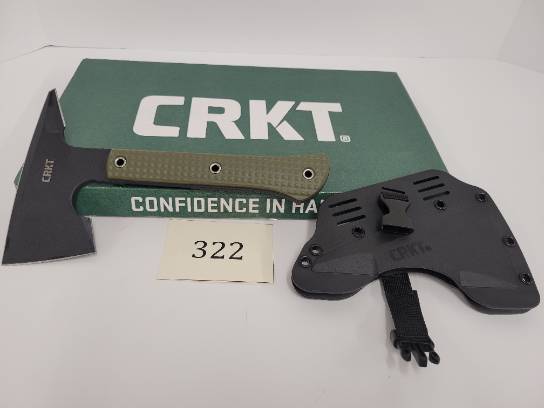 CRKT®
CRKT
CONFIDENCE IN HA
322
CRKT.